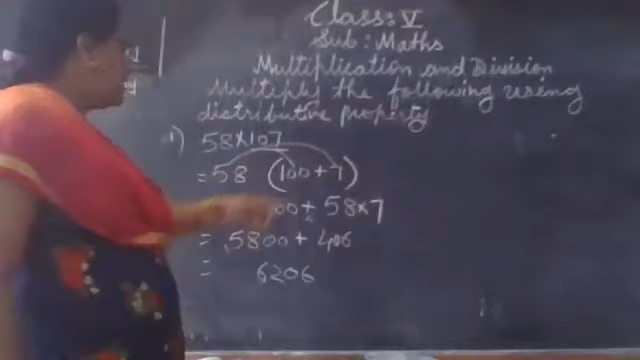 Class: V
Sub: Maths
Multiplication and Division
Multiply the following using
distributive property
58×107
= 58 (100+7)
00 + 58×7
= 5800 + 406
= 6206